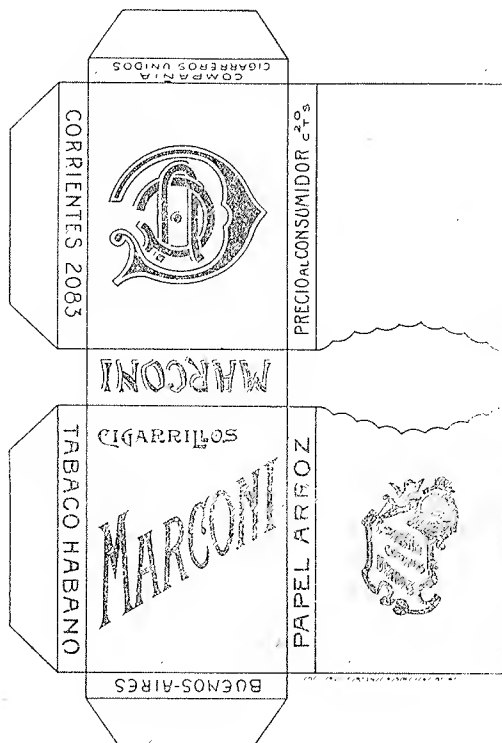 COMPAÑIA
CIGARREROS UNIDOS
CORRIENTES 2083
PRECIO AL CONSUMIDOR 20 CTS
MARCONI
CIGARRILLOS
MARCONI
TABACO HABANO
PAPEL ARROZ
BUENOS-AIRES